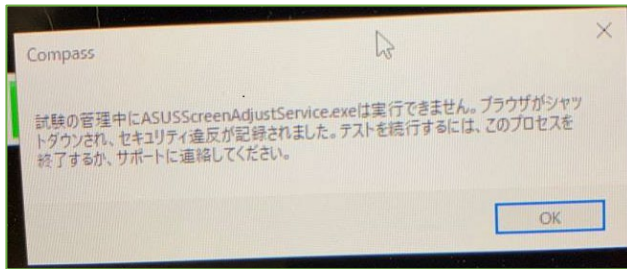 Compass
試験の管理中にASUSScreenAdjustService.exeは実行できません。ブラウザがシャッ
トダウンされ、セキュリティ違反が記録されました。テストを続行するには、このプロセスを
終了するか、サポートに連絡してください。
OK